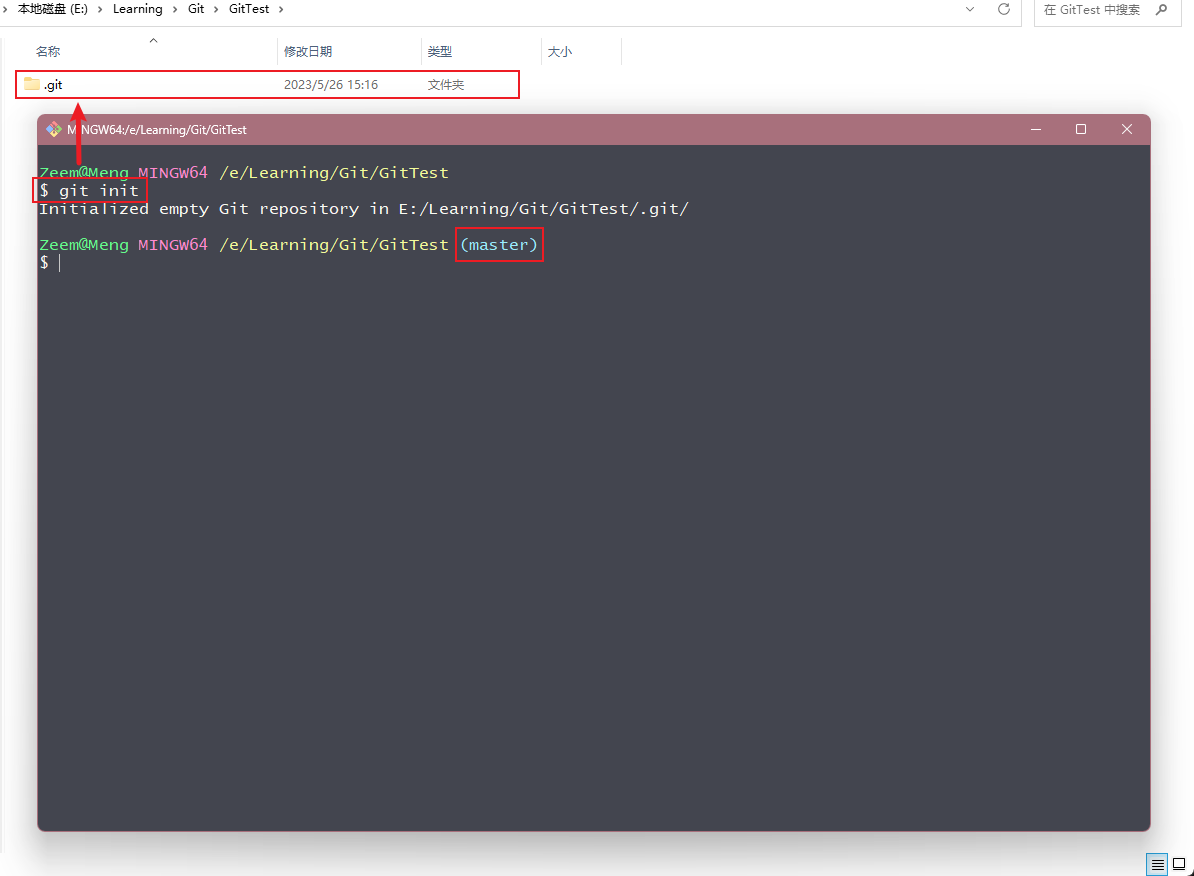 本地磁盘 (E:) Learning Git GitTest 在 GitTest 中搜索
名称 修改日期 类型 大小
.git 2023/5/26 15:16 文件夹
MINGW64:/e/Learning/Git/GitTest
Zeem@Meng MINGW64 /e/Learning/Git/GitTest
$ git init
Initialized empty Git repository in E:/Learning/Git/GitTest/.git/
Zeem@Meng MINGW64 /e/Learning/Git/GitTest (master)
$